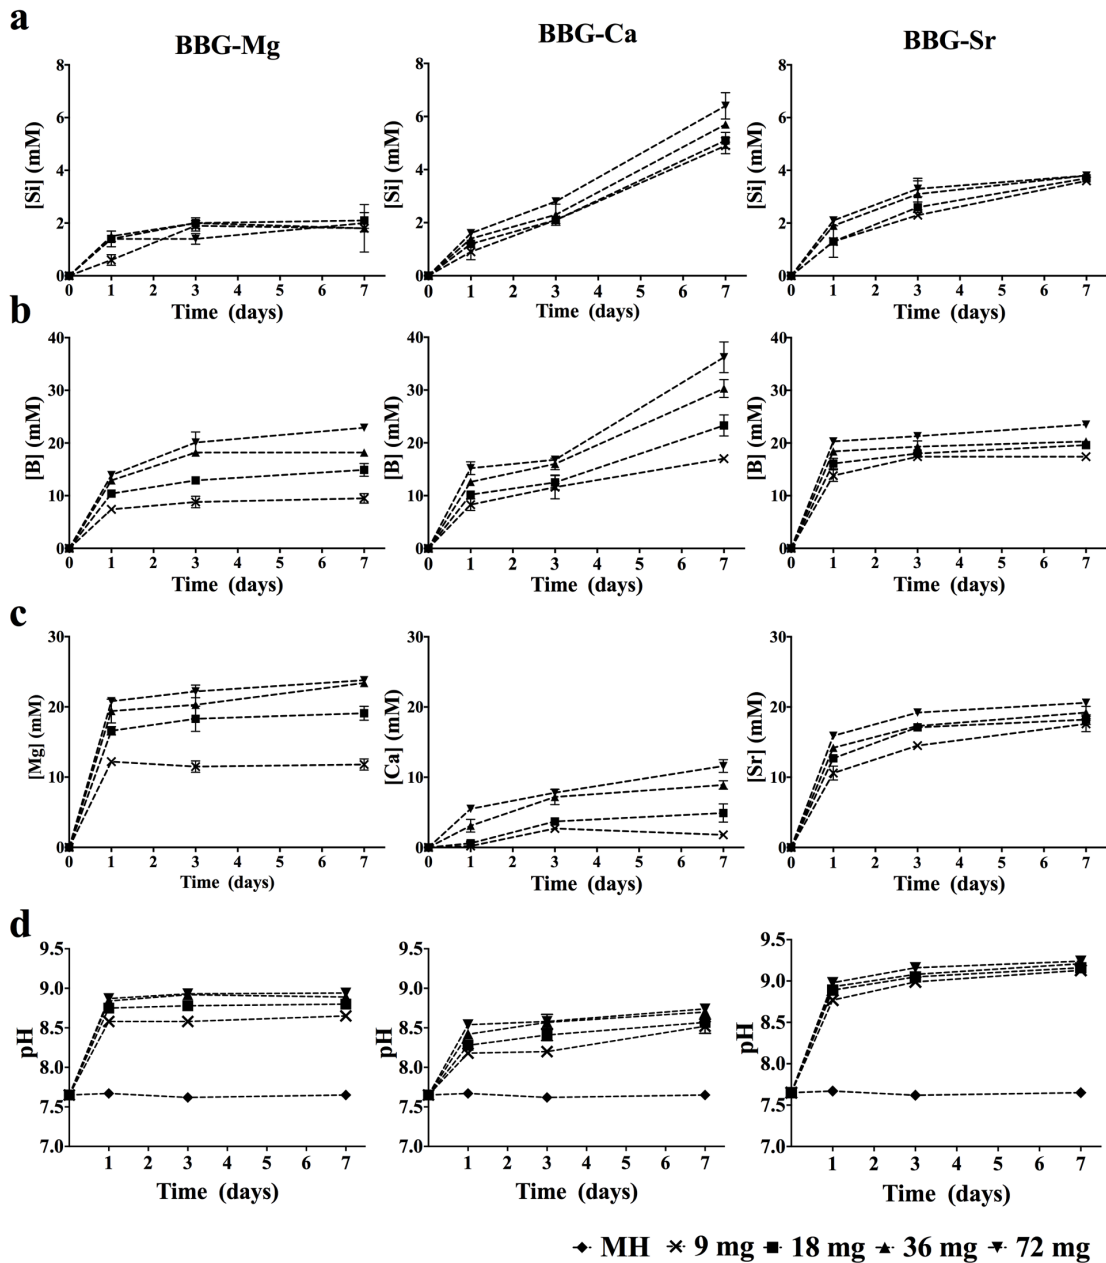 a
BBG-Mg
BBG-Ca
BBG-Sr
[Si] (mM)
8
6
4
2
0
0 1 2 3 4 5 6 7
Time (days)
[Si] (mM)
8
6
4
2
0
0 1 2 3 4 5 6 7
Time (days)
[Si] (mM)
8
6
4
2
0
0 1 2 3 4 5 6 7
Time (days)
b
[B] (mM)
40
30
20
10
0
0 1 2 3 4 5 6 7
Time (days)
[B] (mM)
40
30
20
10
0
0 1 2 3 4 5 6 7
Time (days)
[B] (mM)
40
30
20
10
0
0 1 2 3 4 5 6 7
Time (days)
c
[Mg] (mM)
30
20
10
0
0 1 2 3 4 5 6 7
Time (days)
[Ca] (mM)
30
20
10
0
0 1 2 3 4 5 6 7
Time (days)
[Sr] (mM)
30
20
10
0
0 1 2 3 4 5 6 7
Time (days)
d
pH
9.5
9.0
8.5
8.0
7.5
7.0
1 2 3 4 5 6 7
Time (days)
pH
9.5
9.0
8.5
8.0
7.5
7.0
1 2 3 4 5 6 7
Time (days)
pH
9.5
9.0
8.5
8.0
7.5
7.0
1 2 3 4 5 6 7
Time (days)
MH 9 mg 18 mg 36 mg 72 mg